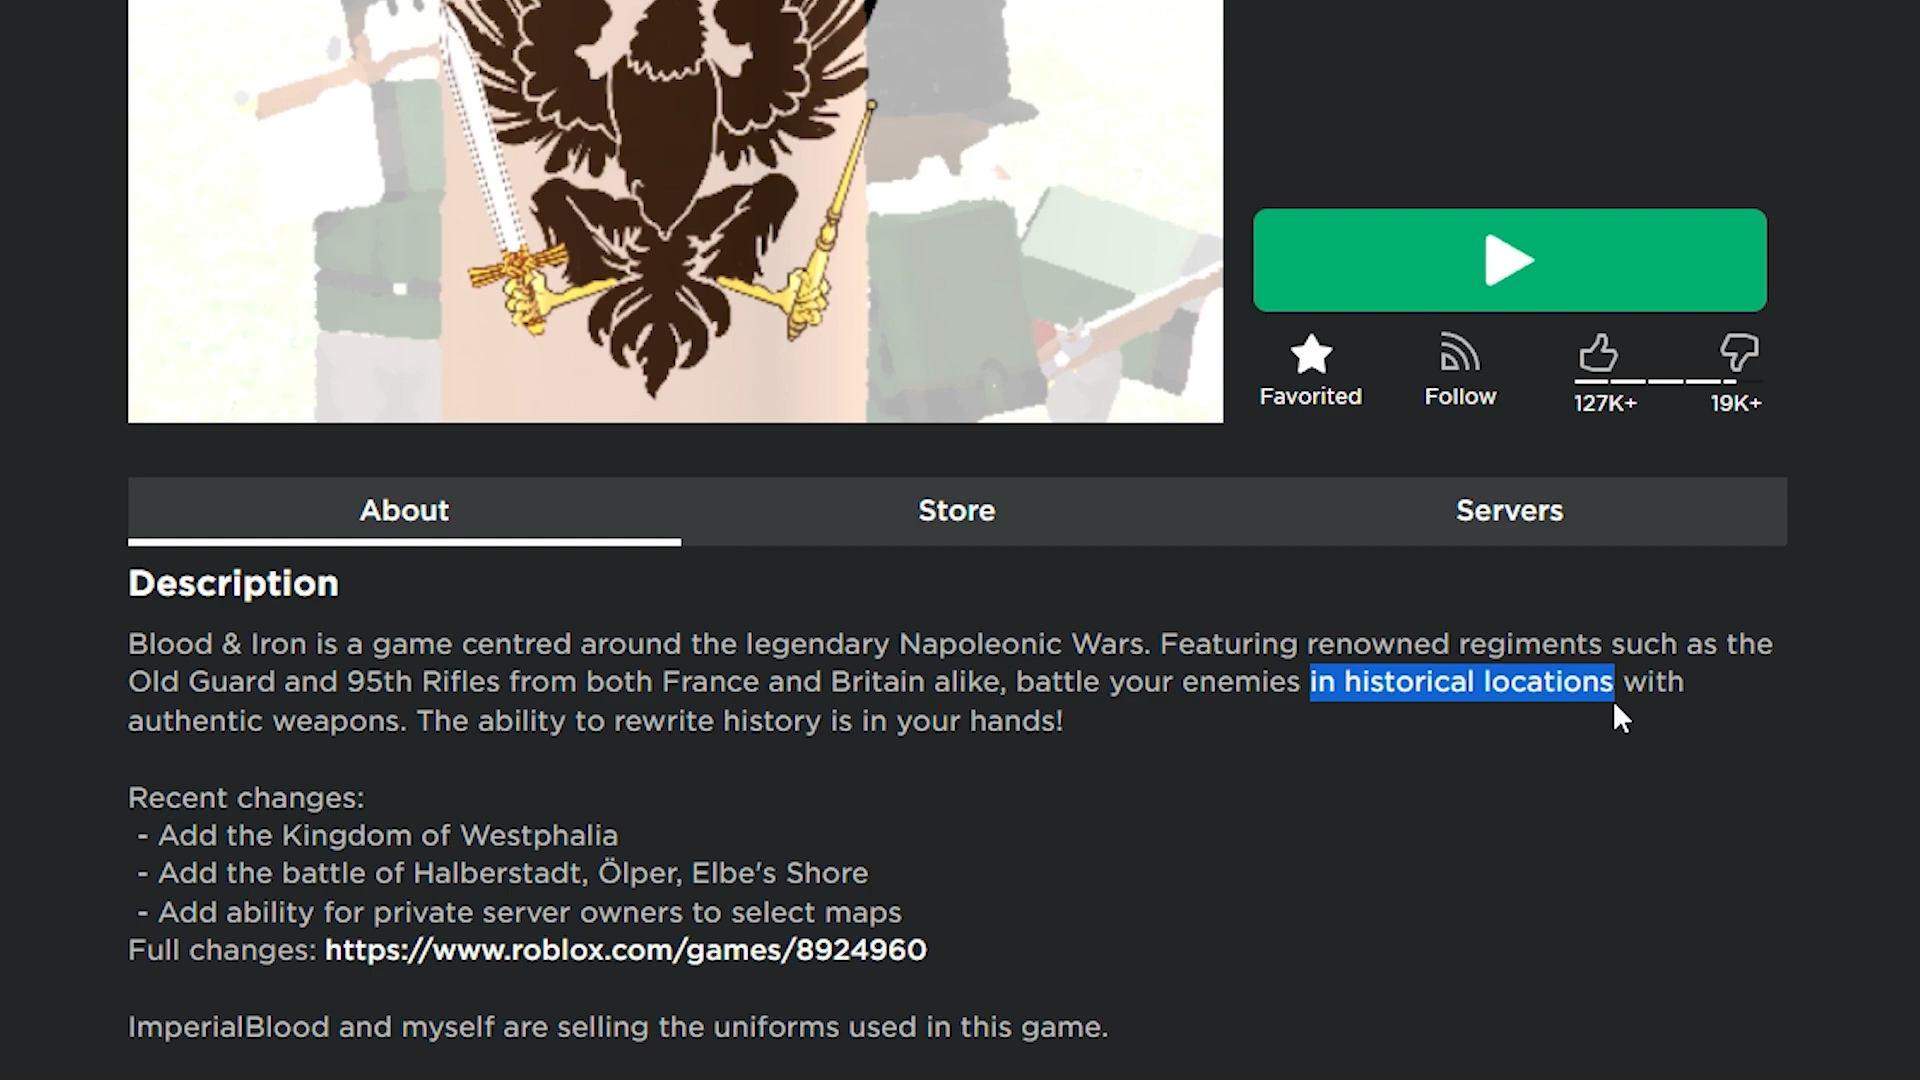 Favorited
Follow
127K+
19K+
About
Store
Servers
Description
Blood & Iron is a game centred around the legendary Napoleonic Wars. Featuring renowned regiments such as the
Old Guard and 95th Rifles from both France and Britain alike, battle your enemies in historical locations with
authentic weapons. The ability to rewrite history is in your hands!
Recent changes:
- Add the Kingdom of Westphalia
- Add the battle of Halberstadt, Ölper, Elbe's Shore
- Add ability for private server owners to select maps
Full changes: https://www.roblox.com/games/8924960
ImperialBlood and myself are selling the uniforms used in this game.